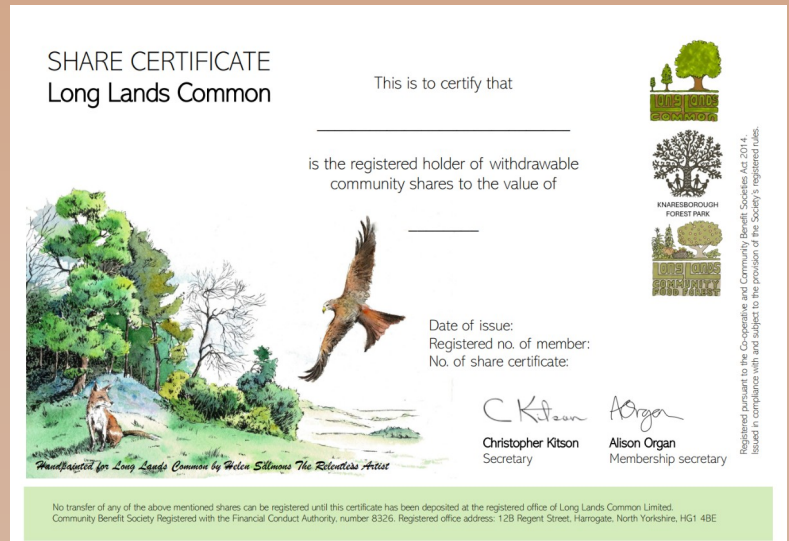 SHARE CERTIFICATE
Long Lands Common
This is to certify that
is the registered holder of withdrawable
community shares to the value of
Date of issue:
Registered no. of member:
No. of share certificate:
C Kitson
AOrgan
Christopher Kitson
Secretary
Alison Organ
Membership secretary
LONG LANDS
COMMON
KNARESBOROUGH
FOREST PARK
LONG LANDS
COMMUNITY
FOOD FOREST
Registered pursuant to the Co-operative and Community Benefit Societies Act 2014.
Issued in compliance with and subject to the provision of the Society's registered rules.
Handpainted for Long Lands Common by Helen Salmons The Relentless Artist
No transfer of any of the above mentioned shares can be registered until this certificate has been deposited at the registered office of Long Lands Common Limited.
Community Benefit Society Registered with the Financial Conduct Authority, number 8326. Registered office address: 12B Regent Street, Harrogate, North Yorkshire, HG1 4BE